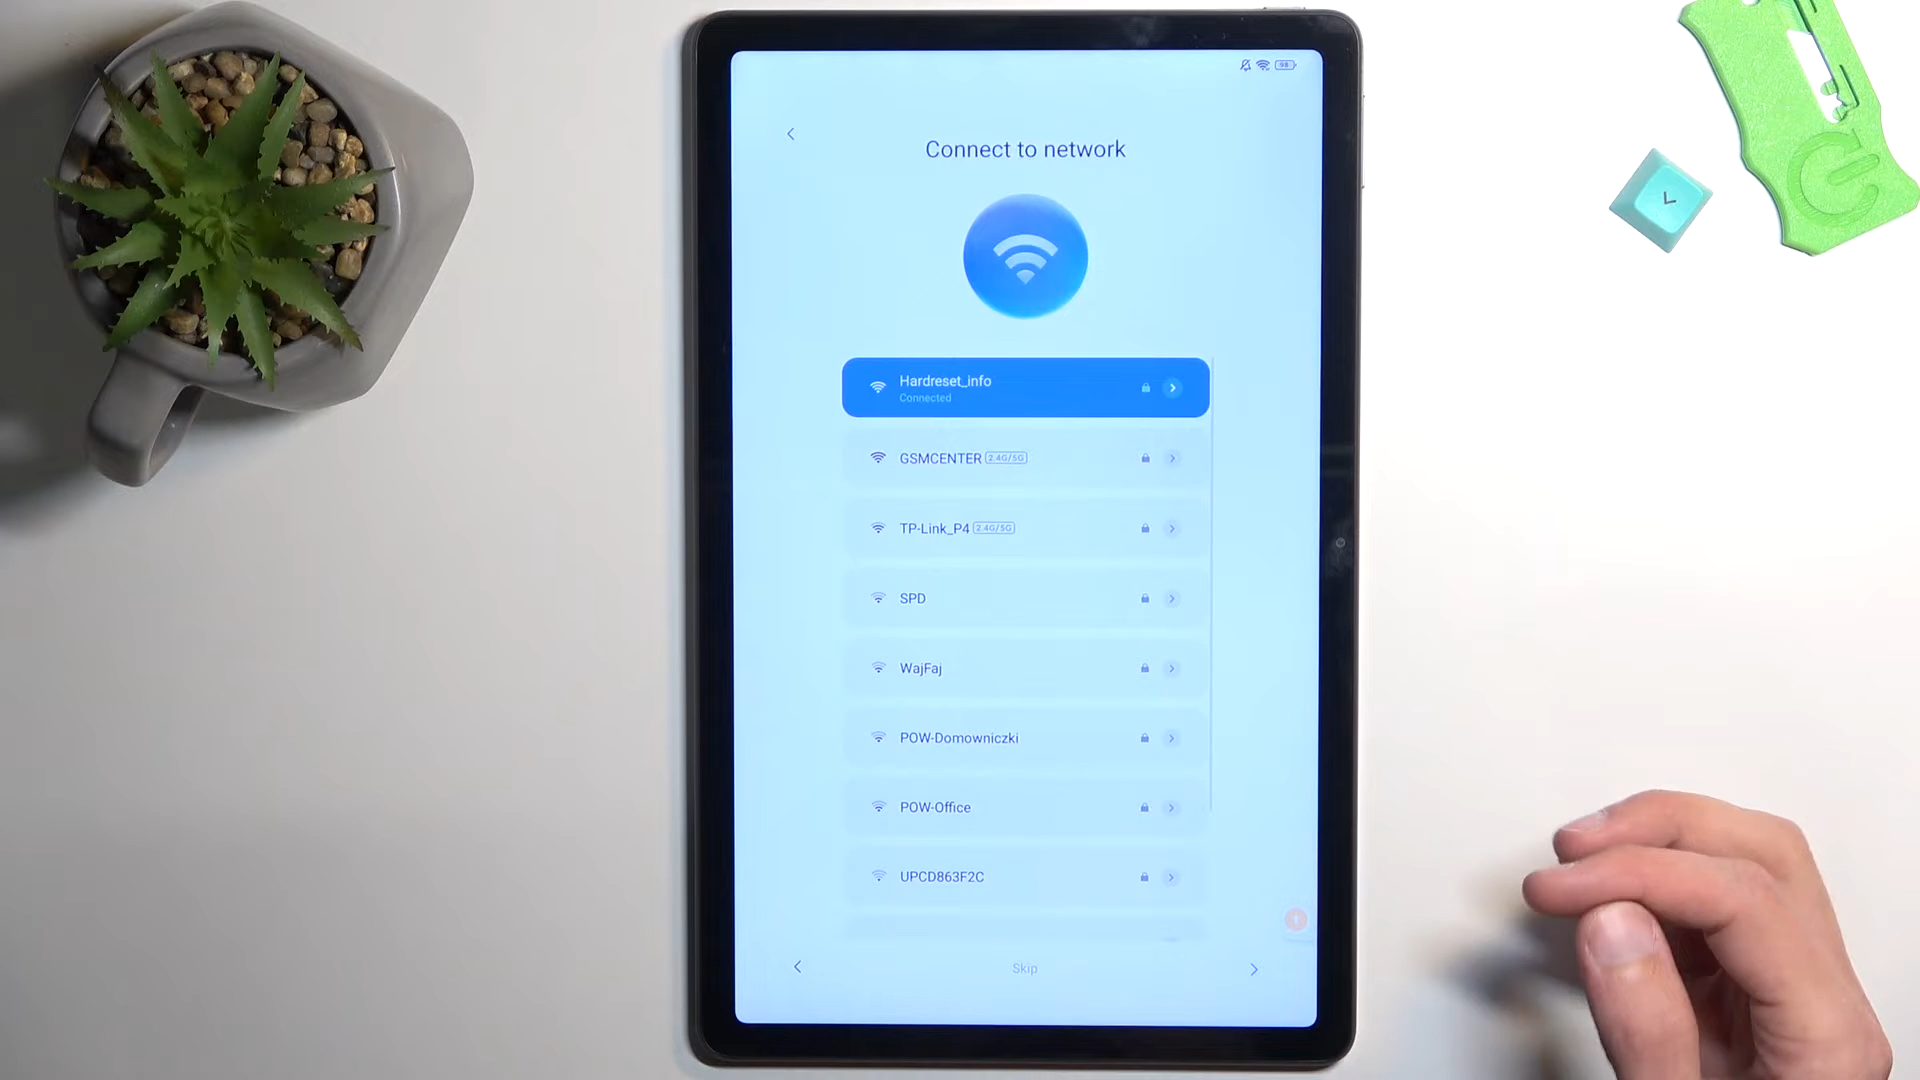 98
Connect to network
Hardreset_info
Connected
GSMCENTER 2.4G/5G
TP-Link_P4 2.4G/5G
SPD
WajFaj
POW-Domowniczki
POW-Office
UPCD863F2C
Skip